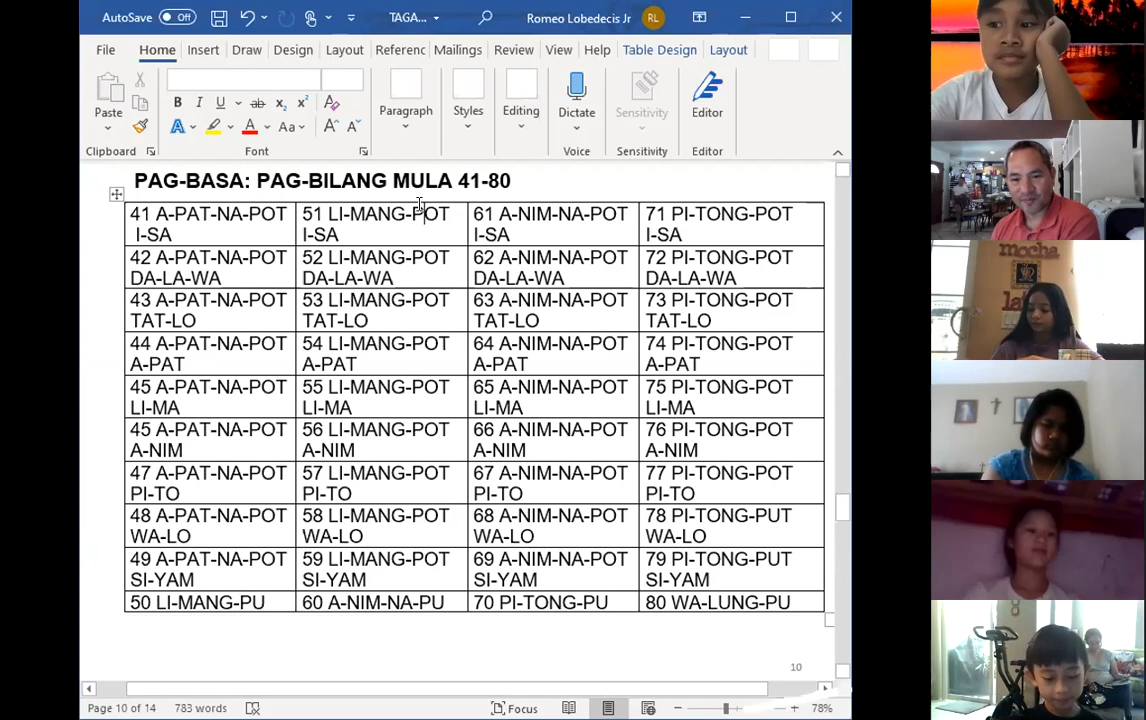 AutoSave Off TAGA... Romeo Lobedecis Jr RL
File Home Insert Draw Design Layout Referenc Mailings Review View Help Table Design Layout
Paste
B I U ab x₂ x²
A A Aa A A
Paragraph Styles Editing Dictate Sensitivity Editor
Clipboard Font Voice Sensitivity Editor
PAG-BASA: PAG-BILANG MULA 41-80
41 A-PAT-NA-POT I-SA 51 LI-MANG-POT I-SA 61 A-NIM-NA-POT I-SA 71 PI-TONG-POT I-SA
42 A-PAT-NA-POT DA-LA-WA 52 LI-MANG-POT DA-LA-WA 62 A-NIM-NA-POT DA-LA-WA 72 PI-TONG-POT DA-LA-WA
43 A-PAT-NA-POT TAT-LO 53 LI-MANG-POT TAT-LO 63 A-NIM-NA-POT TAT-LO 73 PI-TONG-POT TAT-LO
44 A-PAT-NA-POT A-PAT 54 LI-MANG-POT A-PAT 64 A-NIM-NA-POT A-PAT 74 PI-TONG-POT A-PAT
45 A-PAT-NA-POT LI-MA 55 LI-MANG-POT LI-MA 65 A-NIM-NA-POT LI-MA 75 PI-TONG-POT LI-MA
45 A-PAT-NA-POT A-NIM 56 LI-MANG-POT A-NIM 66 A-NIM-NA-POT A-NIM 76 PI-TONG-POT A-NIM
47 A-PAT-NA-POT PI-TO 57 LI-MANG-POT PI-TO 67 A-NIM-NA-POT PI-TO 77 PI-TONG-POT PI-TO
48 A-PAT-NA-POT WA-LO 58 LI-MANG-POT WA-LO 68 A-NIM-NA-POT WA-LO 78 PI-TONG-PUT WA-LO
49 A-PAT-NA-POT SI-YAM 59 LI-MANG-POT SI-YAM 69 A-NIM-NA-POT SI-YAM 79 PI-TONG-PUT SI-YAM
50 LI-MANG-PU 60 A-NIM-NA-PU 70 PI-TONG-PU 80 WA-LUNG-PU
10
Page 10 of 14 783 words Focus 78%
mocha